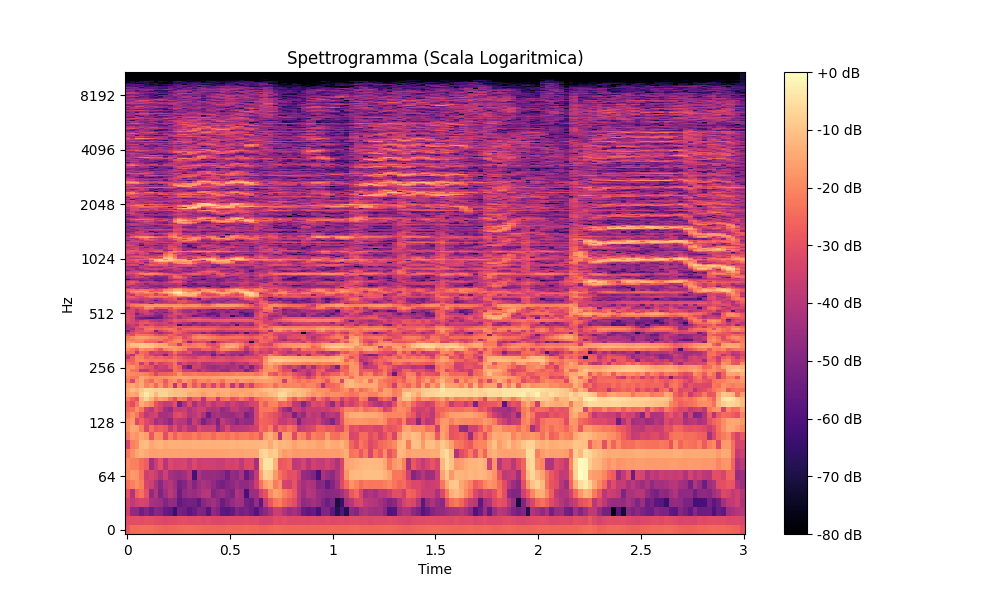 Spettrogramma (Scala Logaritmica)
Hz
8192
4096
2048
1024
512
256
128
64
0
0
0.5
1
1.5
2
2.5
3
Time
+0 dB
-10 dB
-20 dB
-30 dB
-40 dB
-50 dB
-60 dB
-70 dB
-80 dB